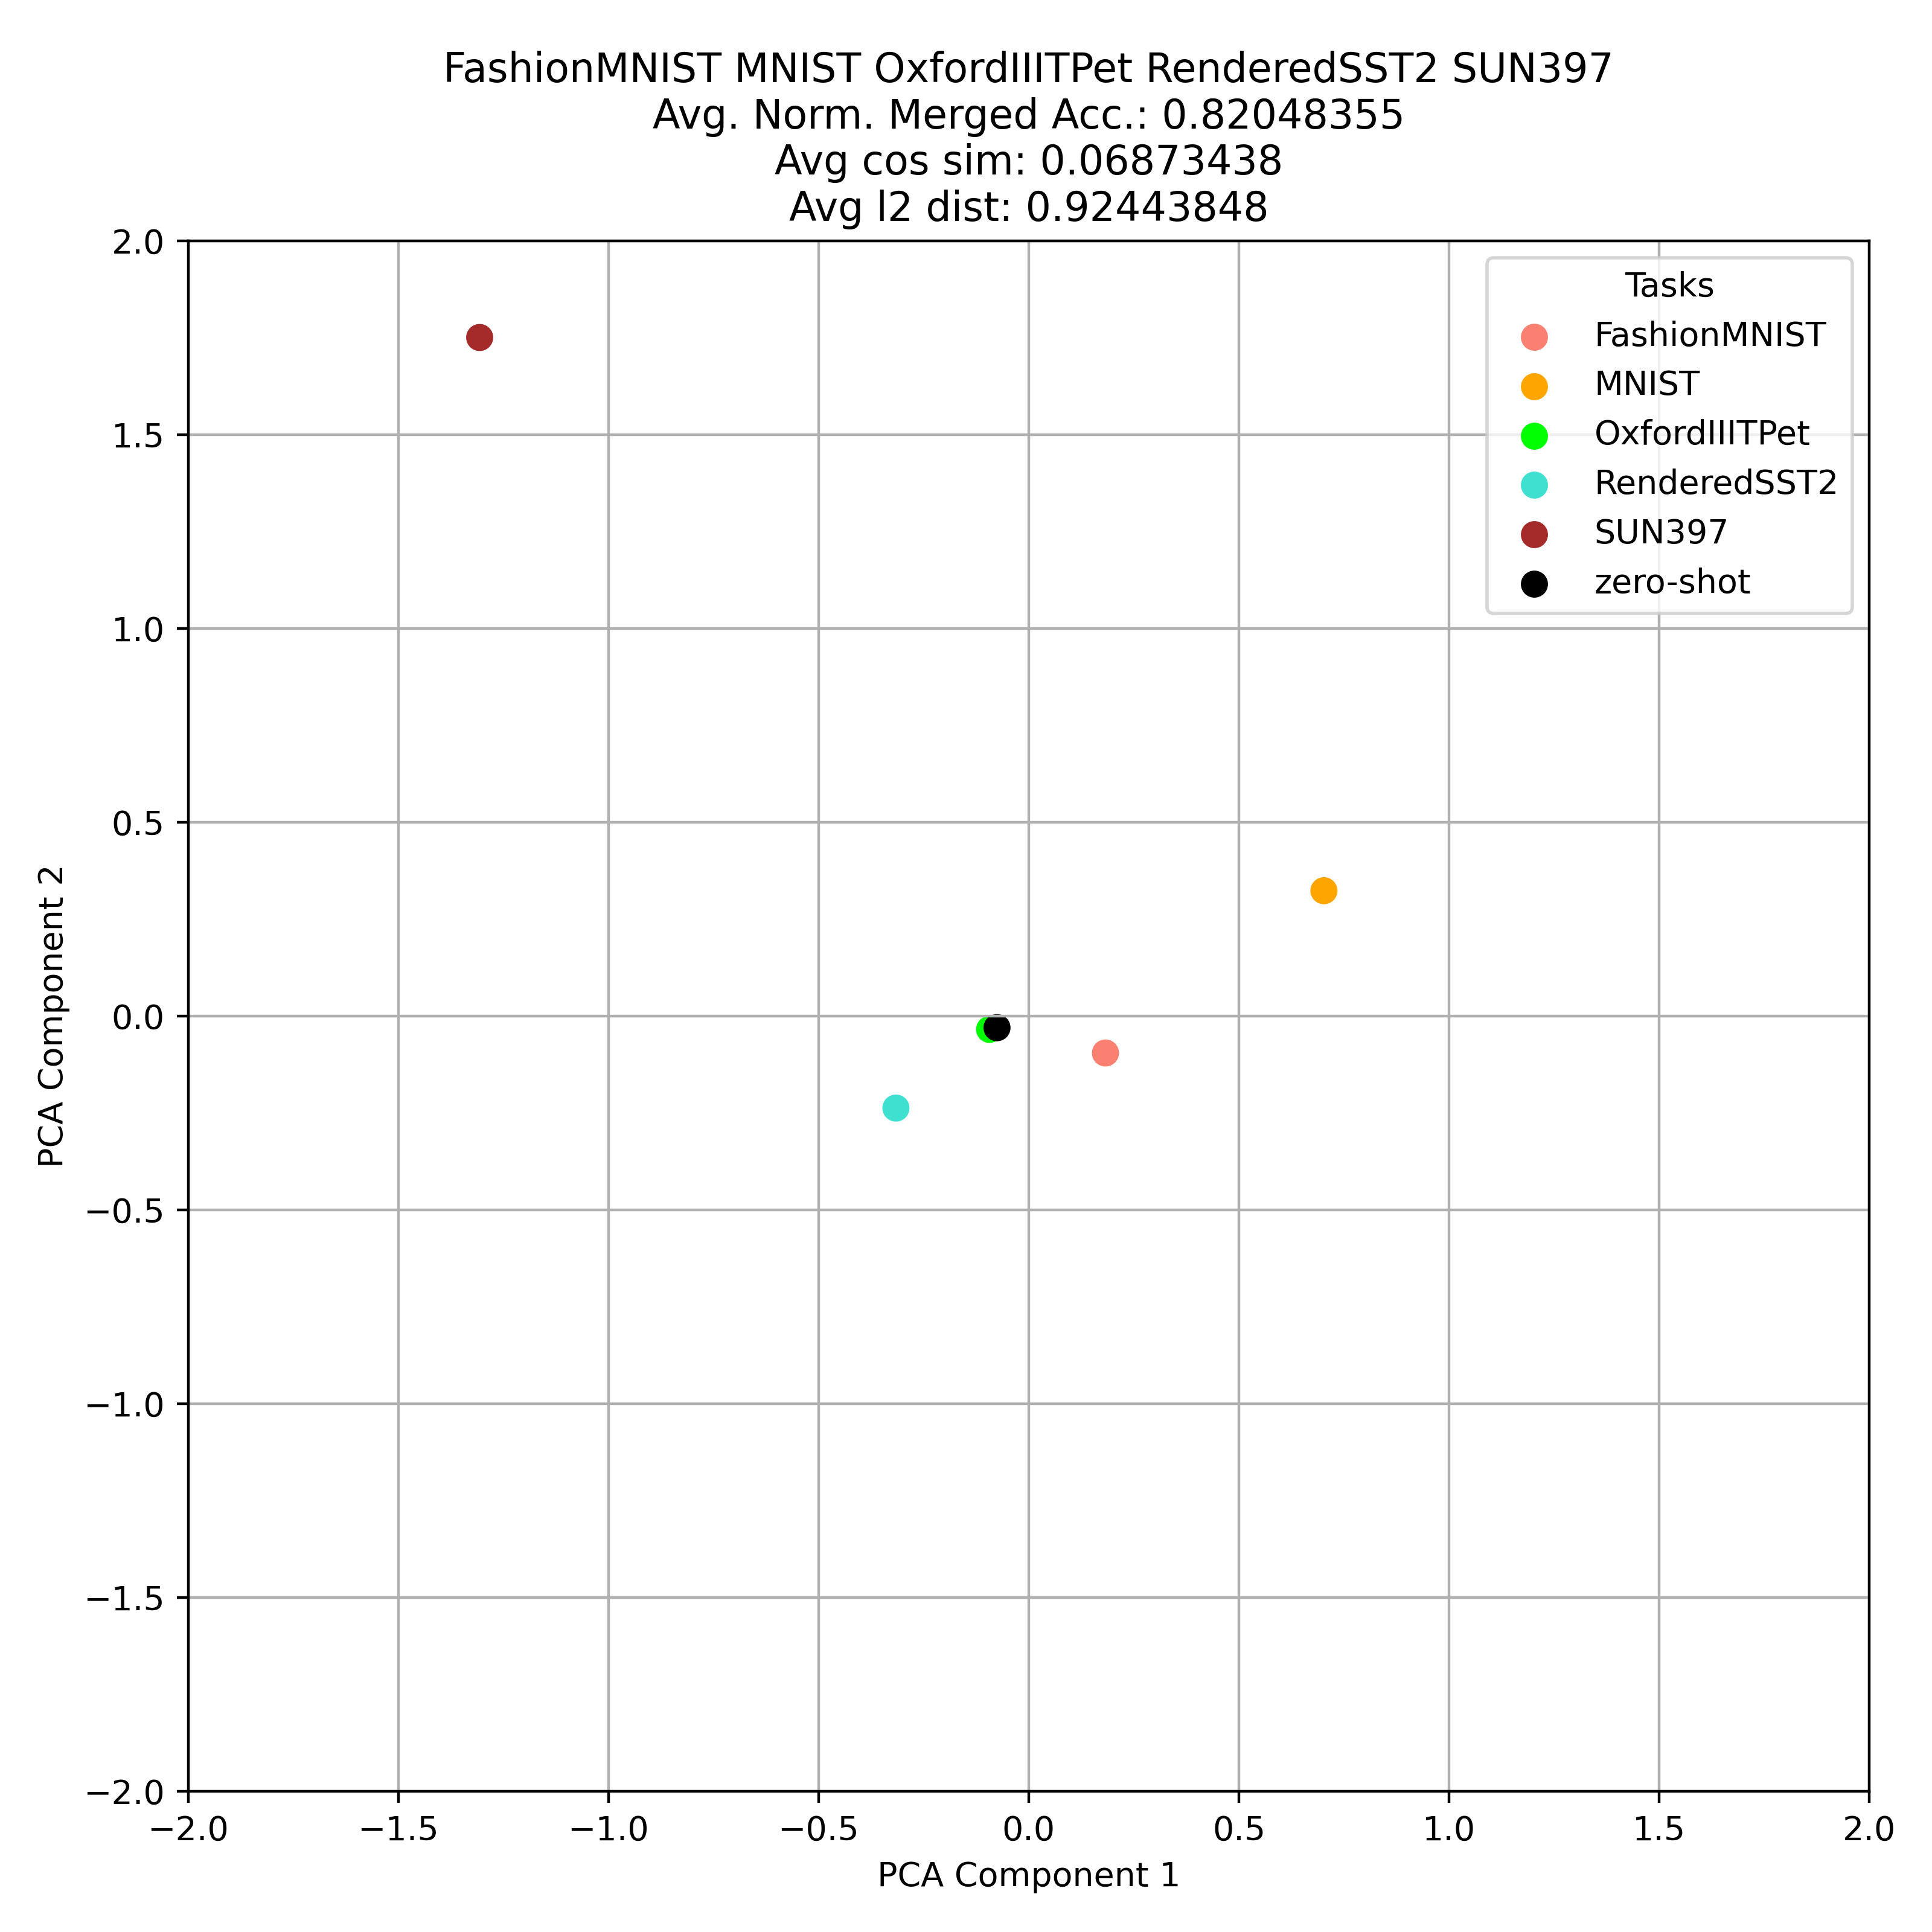 FashionMNIST MNIST OxfordIIITPet RenderedSST2 SUN397
Avg. Norm. Merged Acc.: 0.82048355
Avg cos sim: 0.06873438
Avg l2 dist: 0.92443848
Tasks
FashionMNIST
MNIST
OxfordIIITPet
RenderedSST2
SUN397
zero-shot
PCA Component 2
2.0
1.5
1.0
0.5
0.0
−0.5
−1.0
−1.5
−2.0
−2.0 −1.5 −1.0 −0.5 0.0 0.5 1.0 1.5 2.0
PCA Component 1